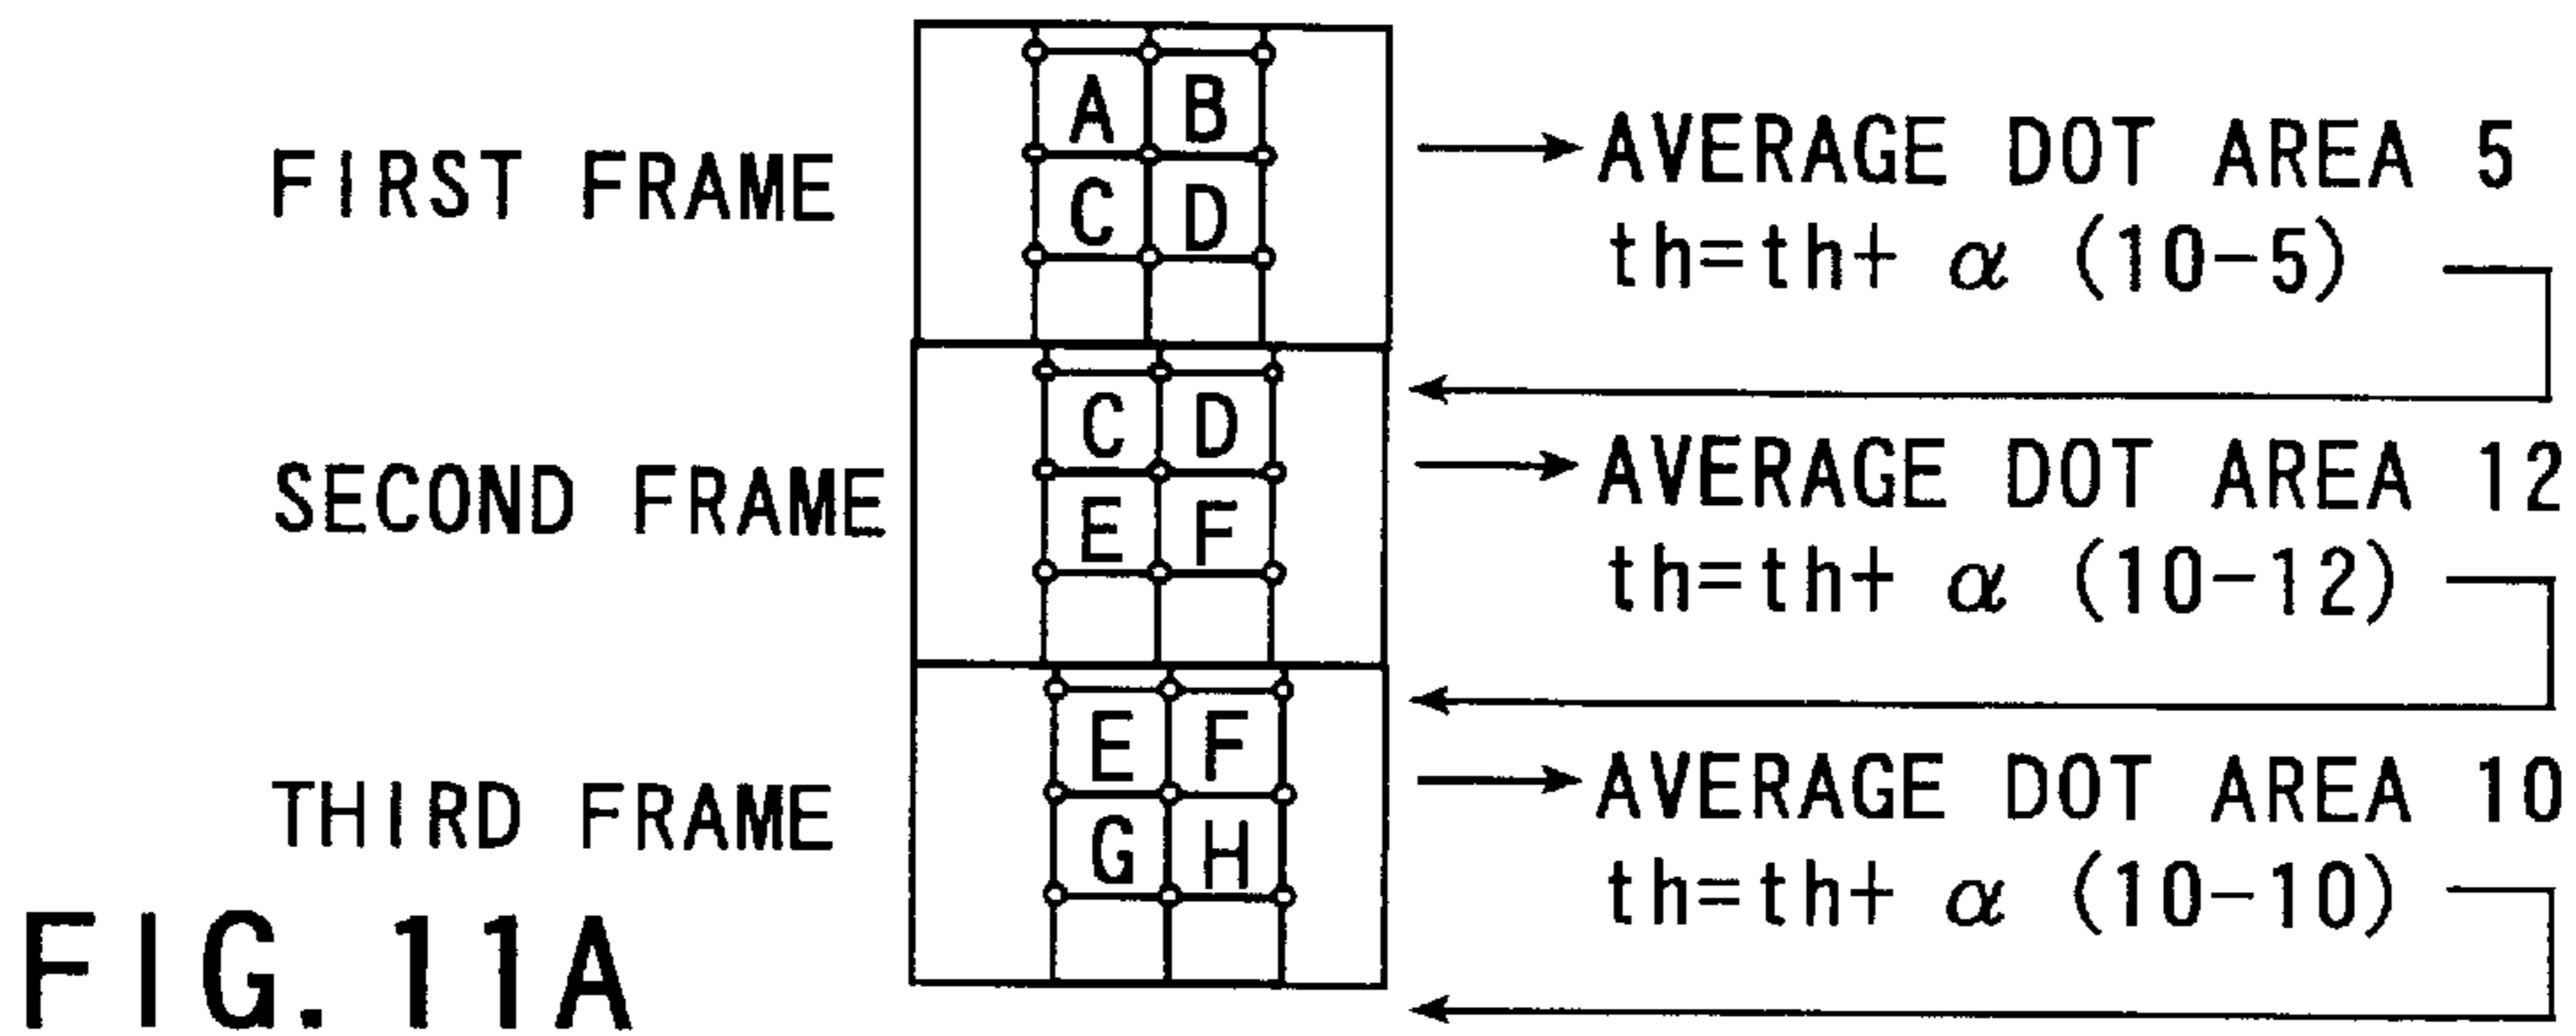 A B
FIRST FRAME
C D
AVERAGE DOT AREA 5
th=th+ α (10-5)
C D
SECOND FRAME
E F
AVERAGE DOT AREA 12
th=th+ α (10-12)
E F
THIRD FRAME
G H
AVERAGE DOT AREA 10
th=th+ α (10-10)
FIG. 11A